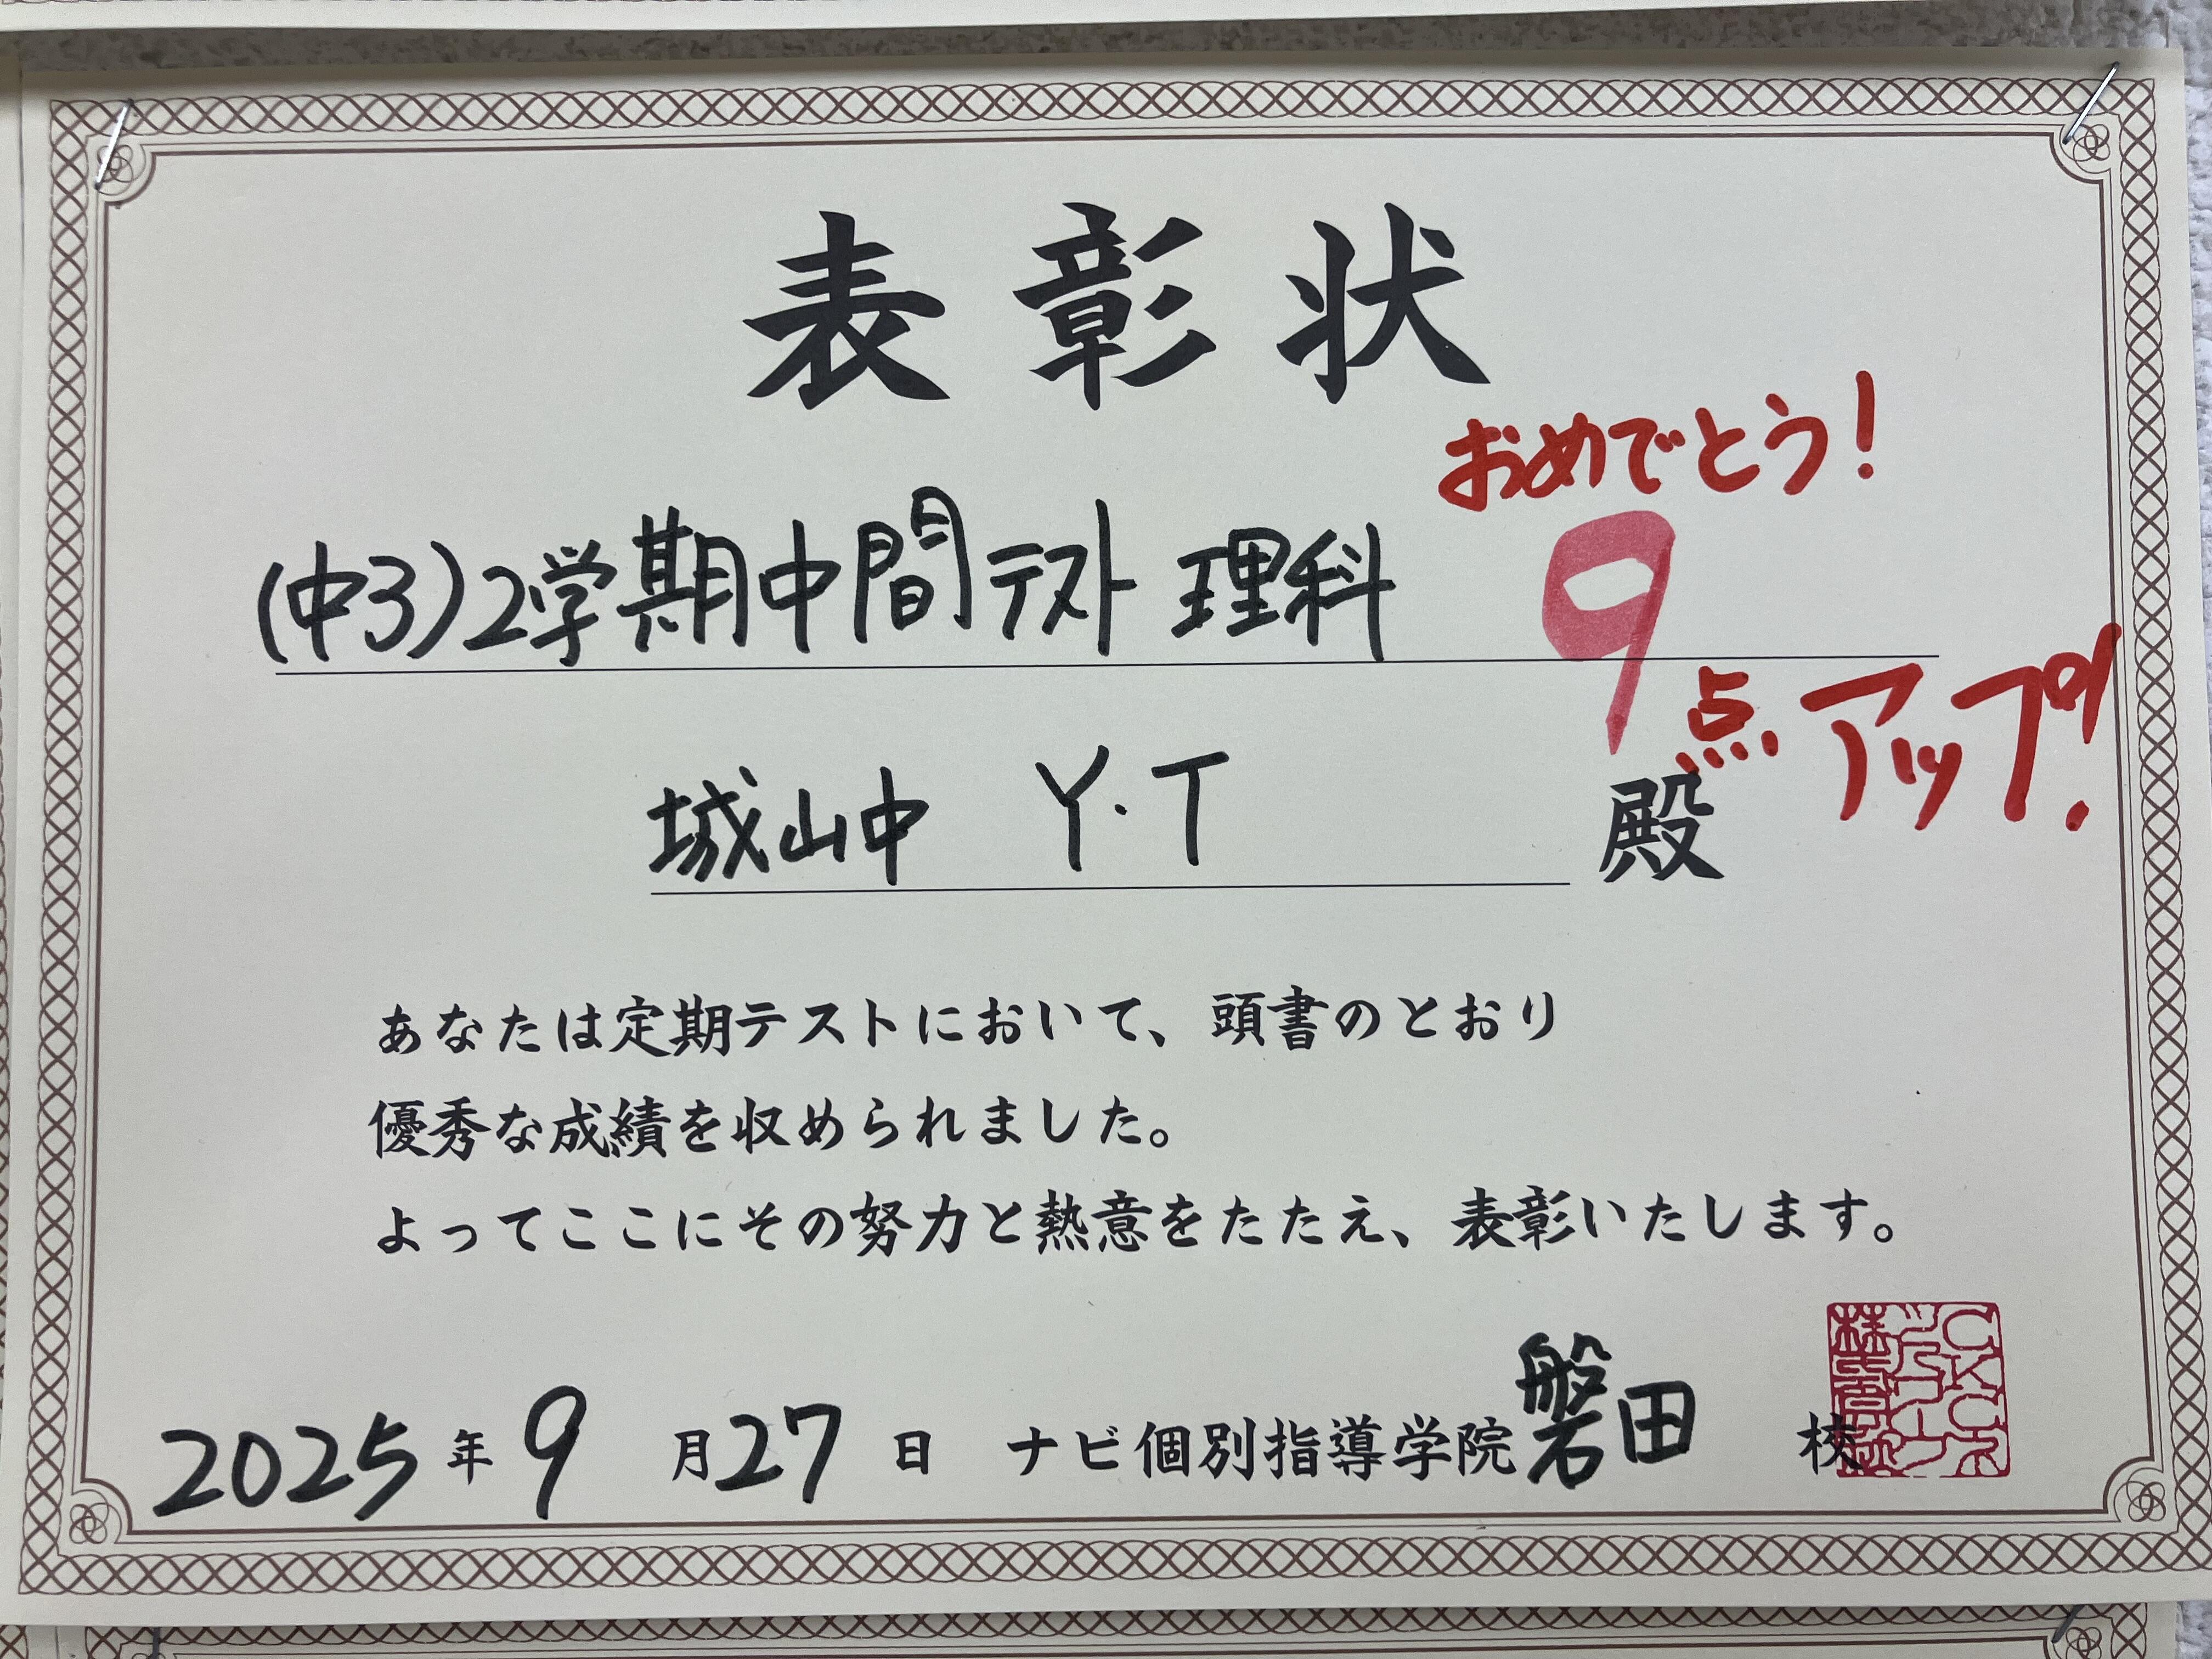 表彰状
おめでとう!
(中3)2学期中間テスト 理科
9点アップ!
城山中 Y・T 殿
あなたは定期テストにおいて、頭書のとおり
優秀な成績を収められました。
よってここにその努力と熱意をたたえ、表彰いたします。
2025年9月27日 ナビ個別指導学院磐田校